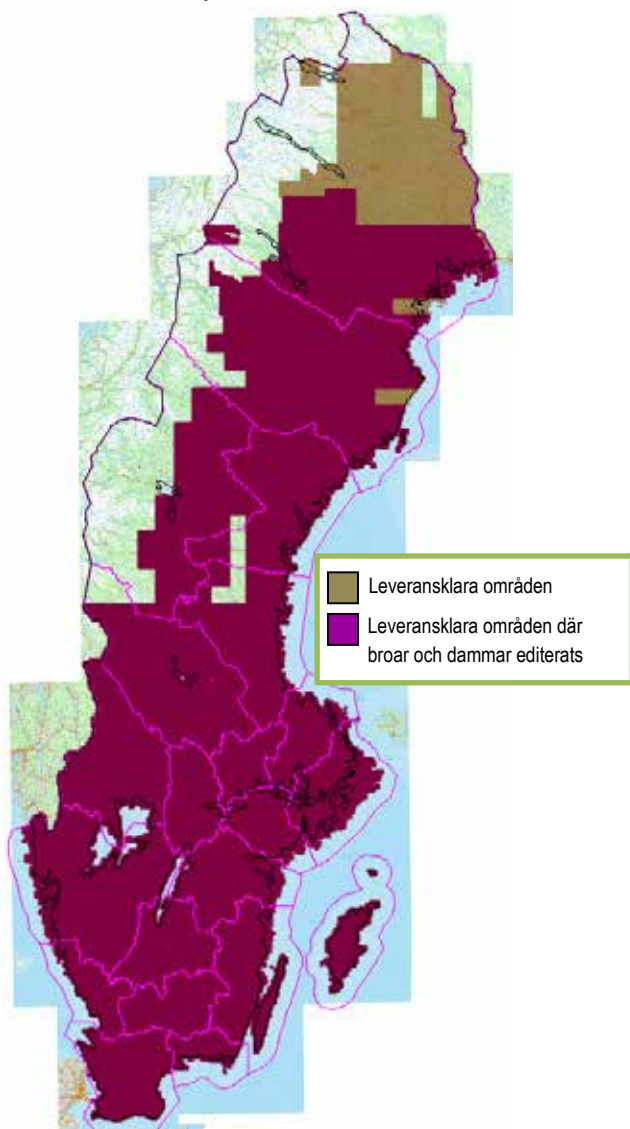 Leveransklara områden
Leveransklara områden där
broar och dammar editerats